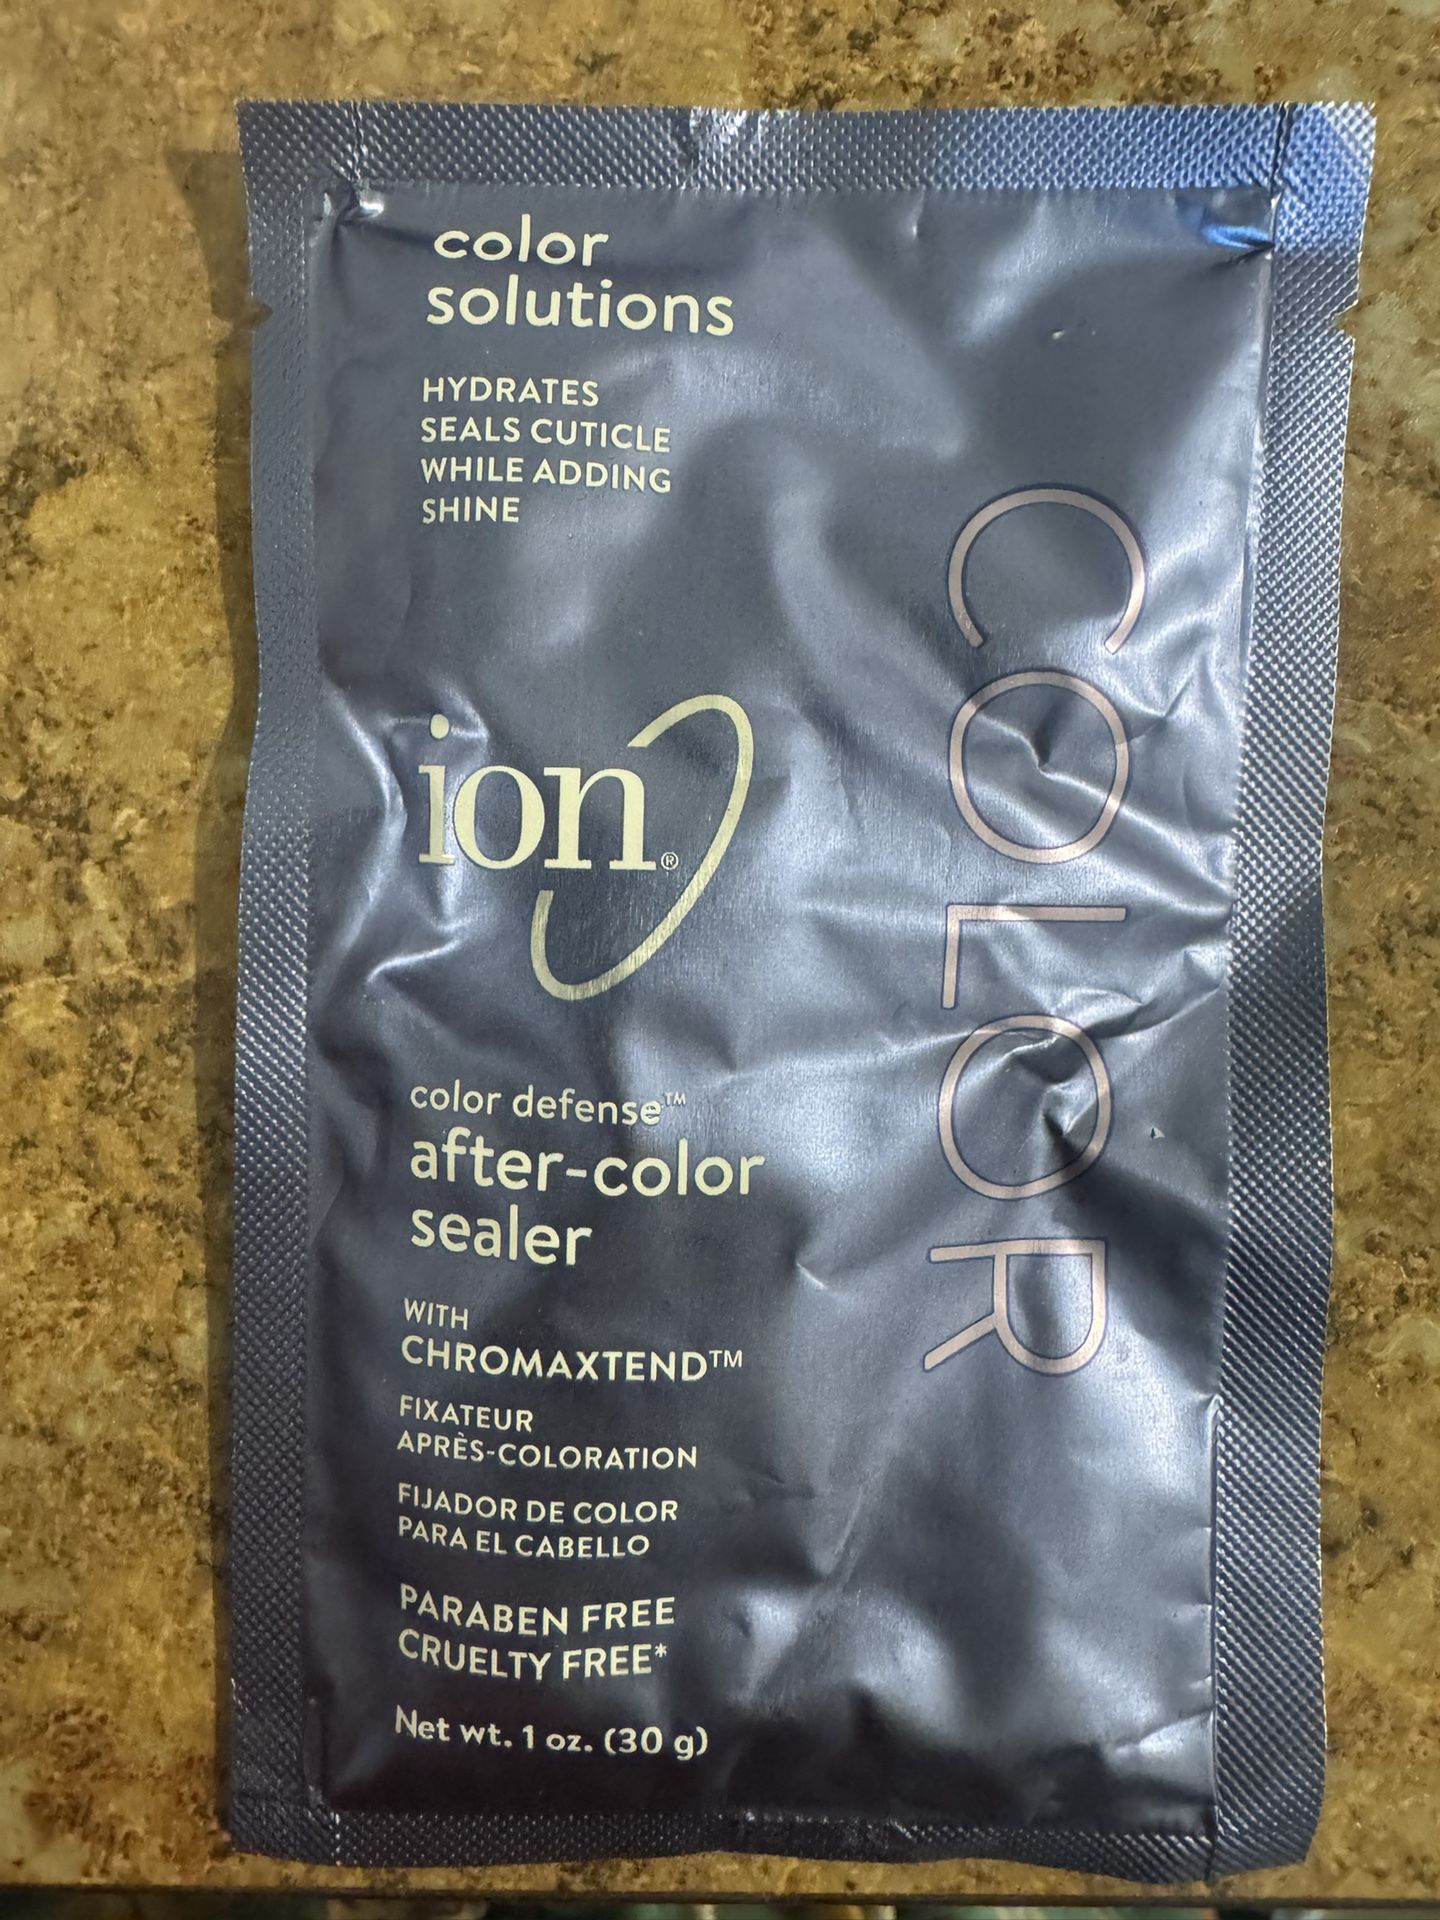 color
solutions
HYDRATES
SEALS CUTICLE
WHILE ADDING
SHINE
ion®
color defense™
after-color
sealer
WITH
CHROMAXTEND™
FIXATEUR
APRÈS-COLORATION
FIJADOR DE COLOR
PARA EL CABELLO
PARABEN FREE
CRUELTY FREE*
Net wt. 1 oz. (30 g)
COLOR